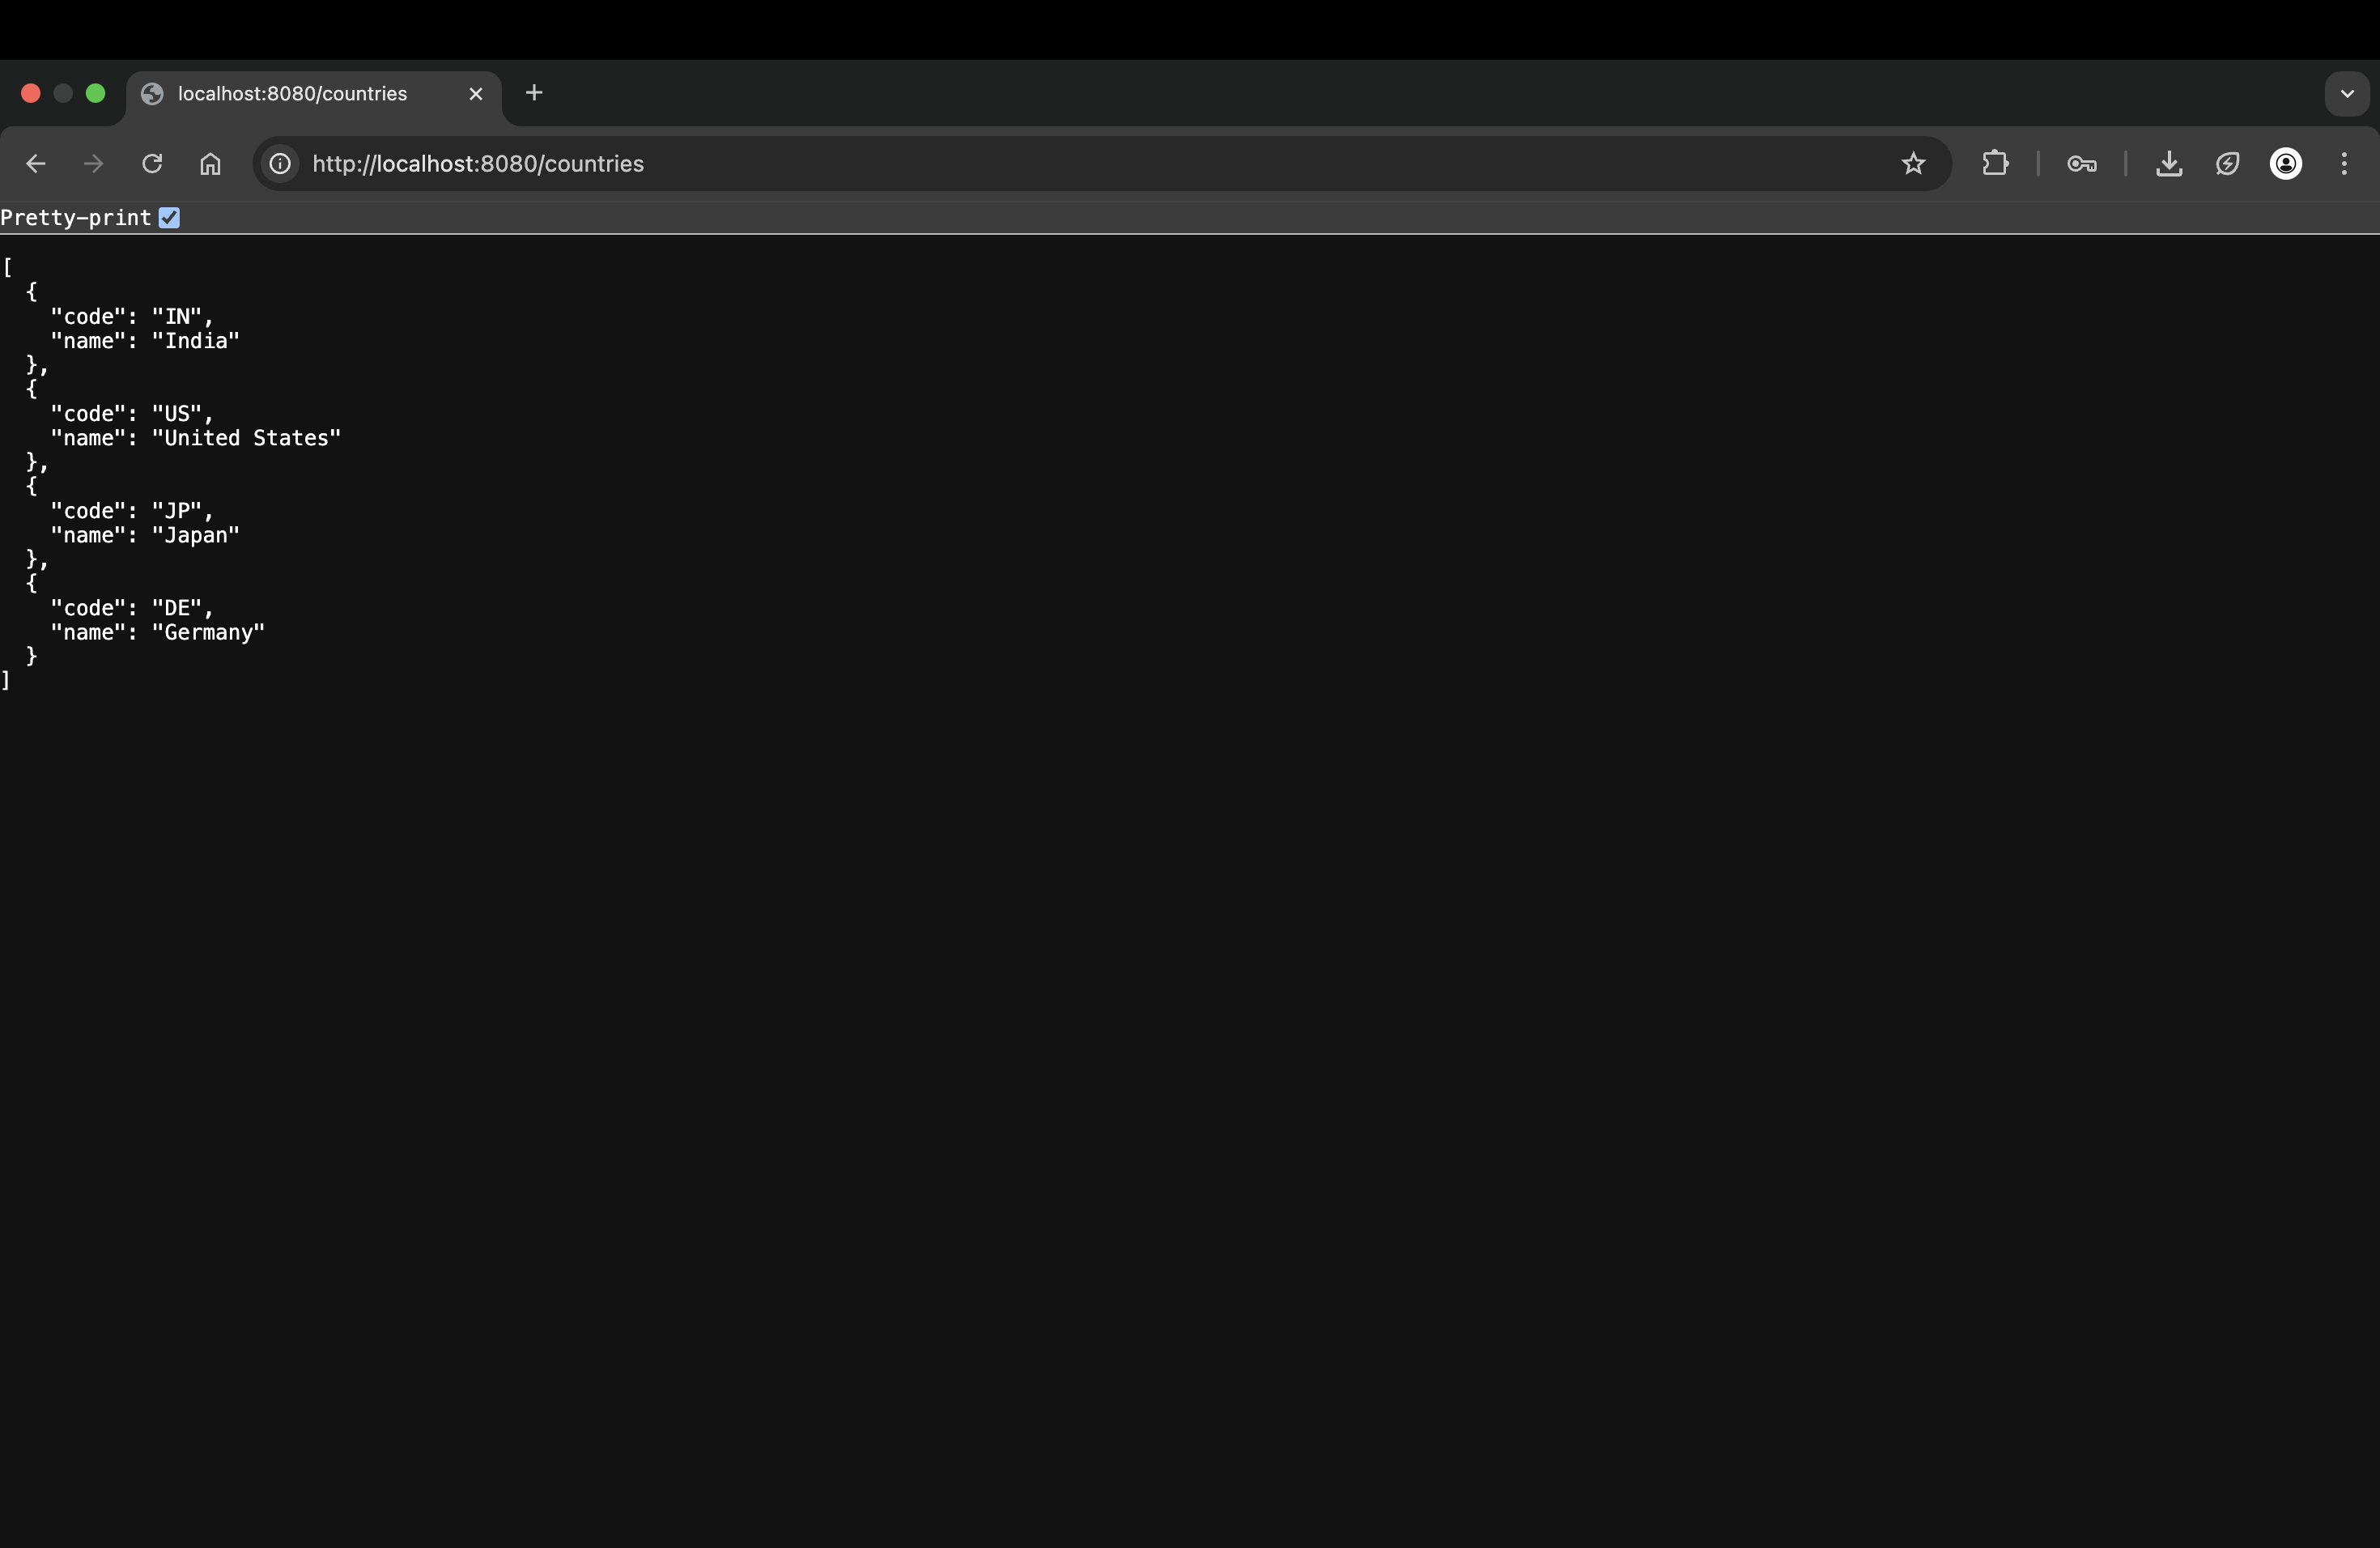 localhost:8080/countries
http://localhost:8080/countries
Pretty-print
[
  {
    "code": "IN",
    "name": "India"
  },
  {
    "code": "US",
    "name": "United States"
  },
  {
    "code": "JP",
    "name": "Japan"
  },
  {
    "code": "DE",
    "name": "Germany"
  }
]